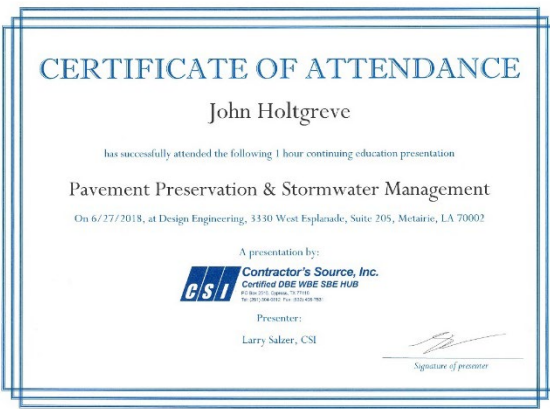 CERTIFICATE OF ATTENDANCE
John Holtgreve
has successfully attended the following 1 hour continuing education presentation
Pavement Preservation & Stormwater Management
On 6/27/2018, at Design Engineering, 3330 West Esplanade, Suite 205, Metairie, LA 70002
A presentation by:
CSI
Contractor's Source, Inc.
Certified DBE WBE SBE HUB
Presenter:
Larry Salzer, CSI
Signature of presenter